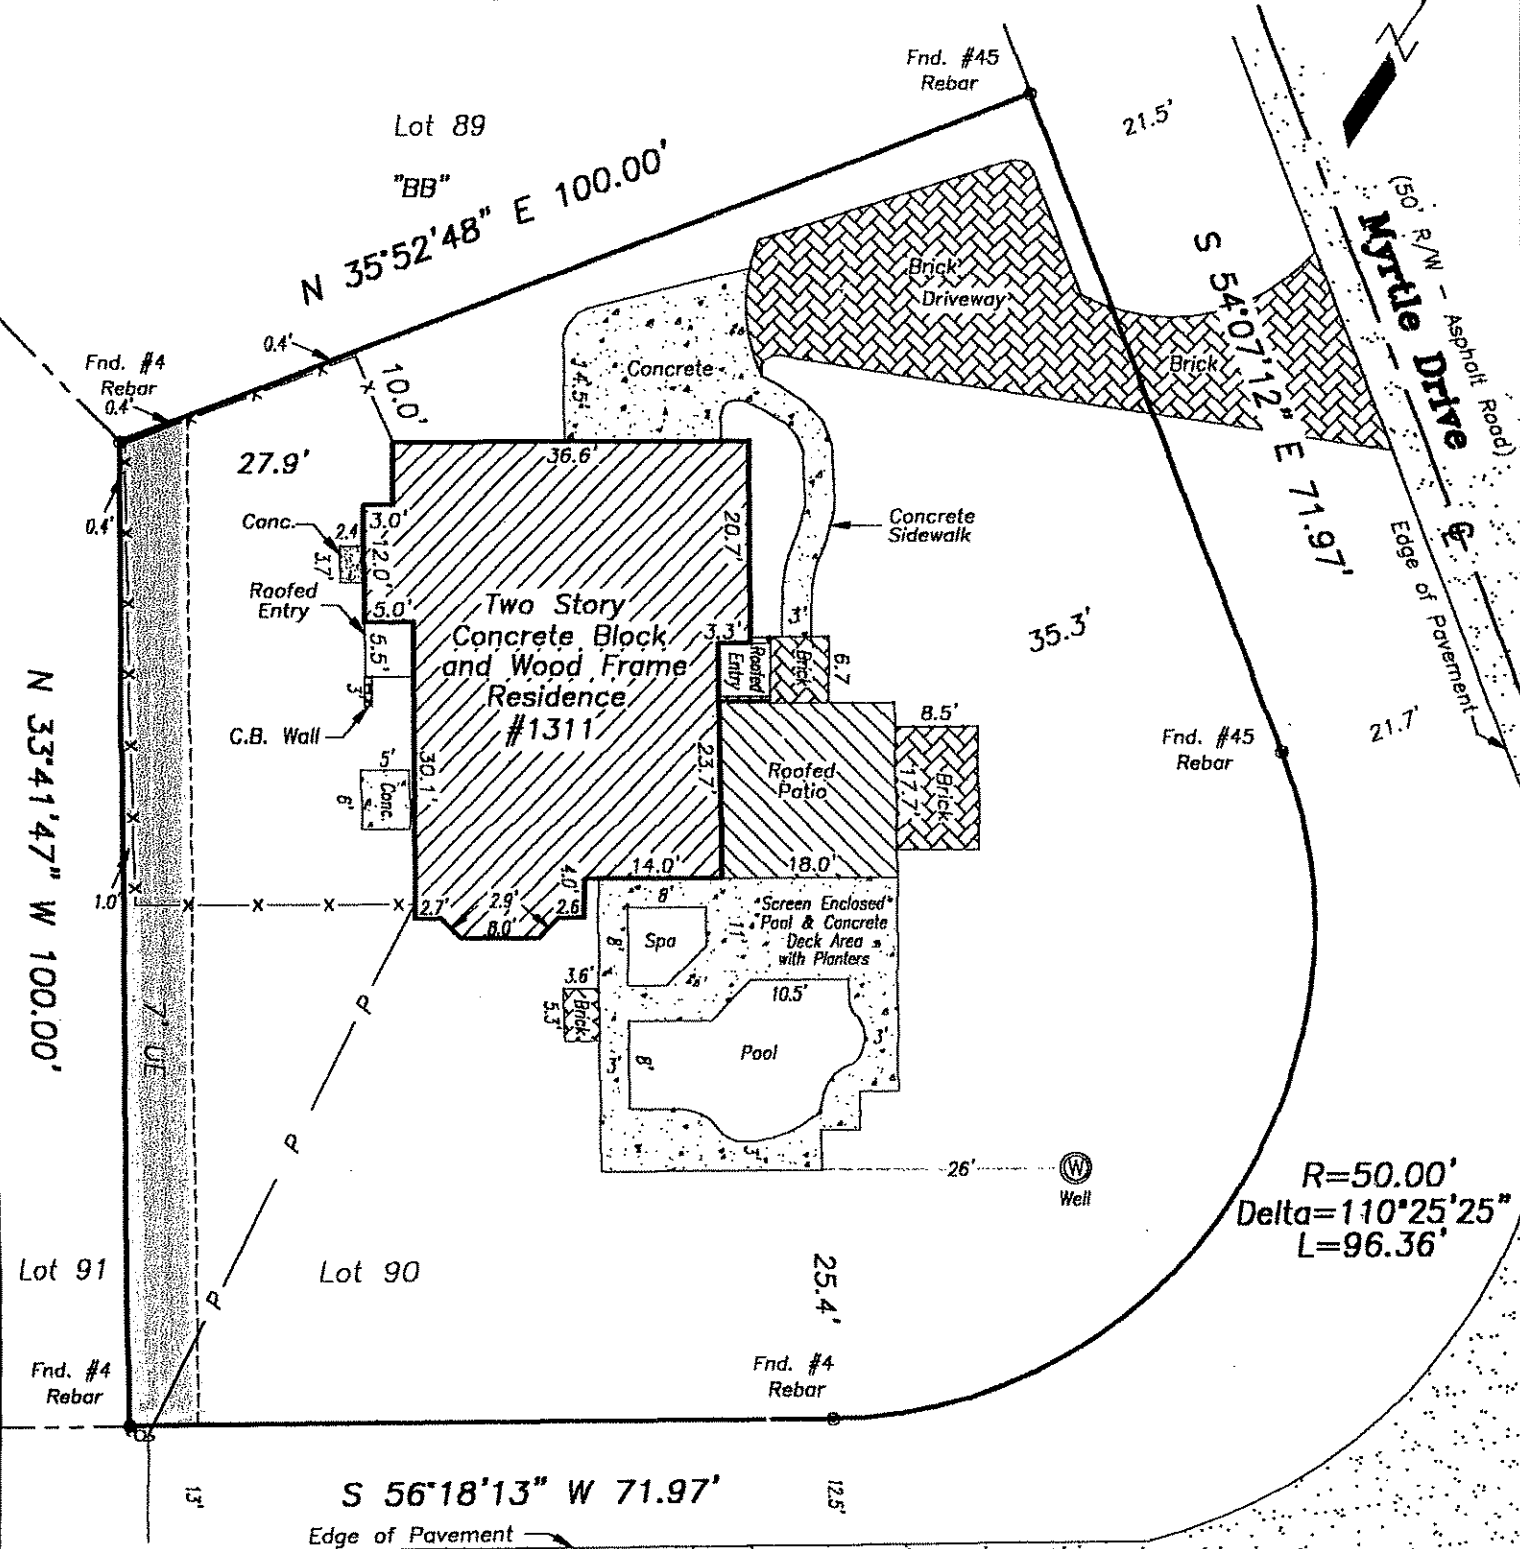 Fnd. #45
Rebar
21.5'
Lot 89
"BB"
N 35°52'48" E 100.00'
(50' R/W - Asphalt Road)
Myrtle Drive
Brick
Driveway
S 54°07'12" E 71.97'
Brick
Edge of Pavement
0.4'
Fnd. #4
Rebar
0.4'
10.0'
Concrete
14.5'
27.9'
36.6'
0.4'
Conc.
2.4
3.7'
3.0'
12.0'
20.7'
Concrete
Sidewalk
Roofed
Entry
5.0'
5.5'
Two Story
Concrete Block
and Wood Frame
Residence
#1311
3.3'
3'
Roofed
Entry
Brick
6.7
35.3'
3'
C.B. Wall
30.1'
23.7'
Roofed
Patio
8.5'
17.7'
Brick
Fnd. #45
Rebar
21.7'
5'
6'
Conc.
N 33°41'47" W 100.00'
1.0'
14.0'
18.0'
4.0'
2.7'
2.9'
2.6
8.0'
8'
Spa
8'
11'
Screen Enclosed
Pool & Concrete
Deck Area
with Planters
3.6'
5.3'
Brick
10.5'
Pool
3'
8'
3'
3'
P
P
P
7' UE
26'
W
Well
R=50.00'
Delta=110°25'25"
L=96.36'
Lot 91
Lot 90
25.4'
Fnd. #4
Rebar
Fnd. #4
Rebar
13'
S 56°18'13" W 71.97'
12.5'
Edge of Pavement